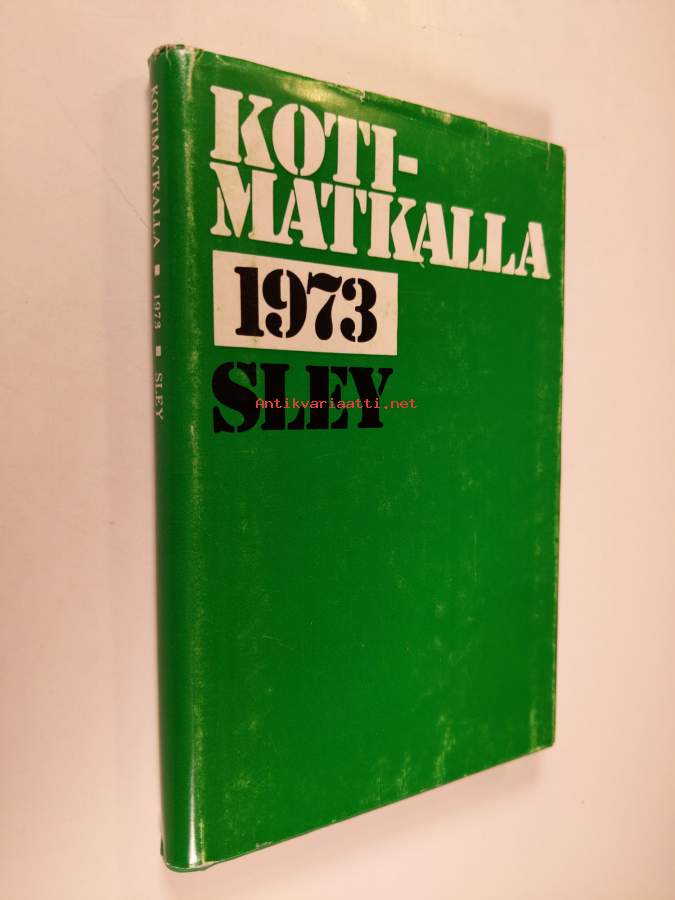 KOTIMATKALLA ■ 1973 ■ SLEY
KOTI-
MATKALLA
1973
SLEY
Antikvariaatti.net